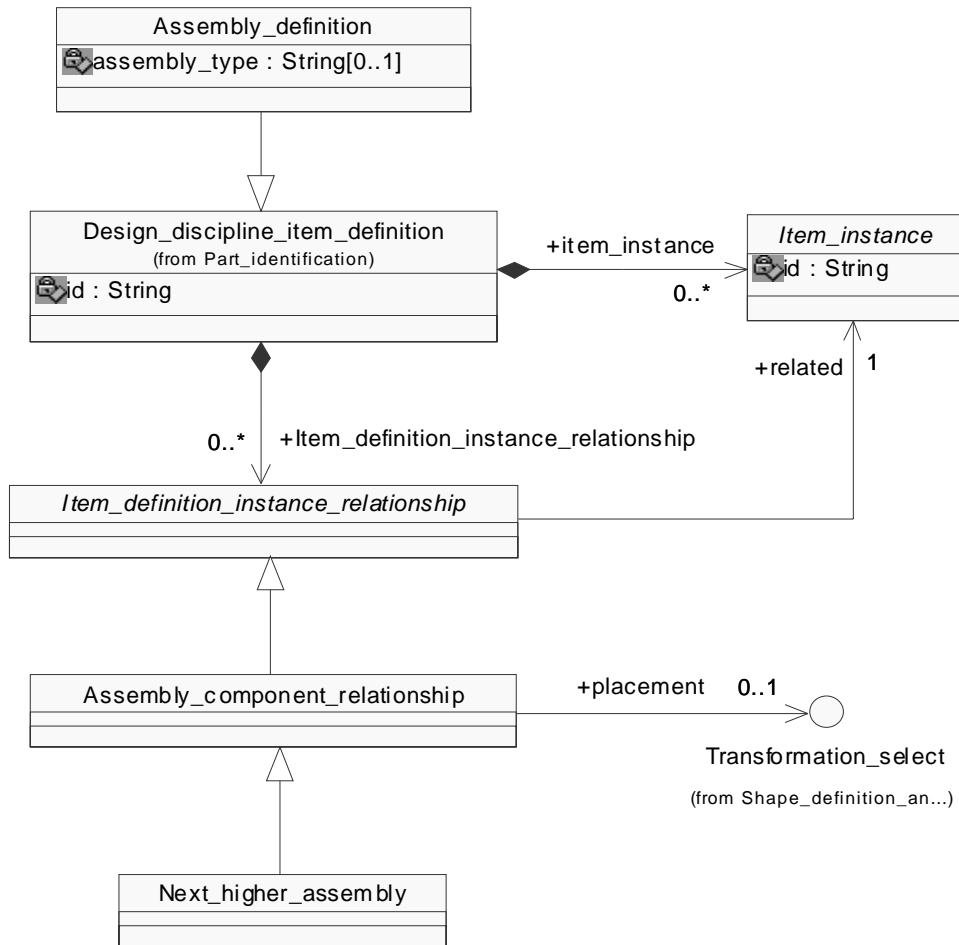 Assembly_definition
assembly_type : String[0..1]
Design_discipline_item_definition
(from Part_identification)
id : String
+item_instance
0..*
Item_instance
id : String
+related
1
0..*
+Item_definition_instance_relationship
Item_definition_instance_relationship
Assembly_component_relationship
+placement
0..1
Transformation_select
(from Shape_definition_an...)
Next_higher_assembly